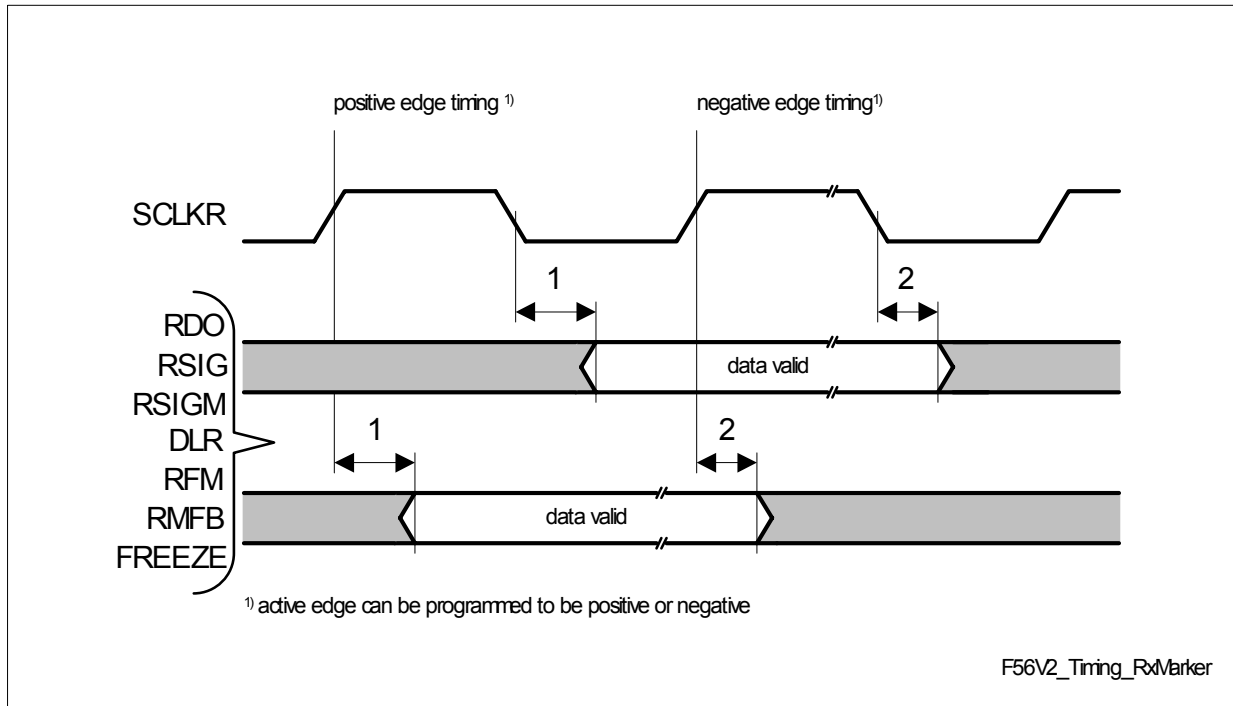 positive edge timing 1) negative edge timing1)
SCLKR
1 2
RDO
RSIG data valid
RSIGM
DLR 1 2
RFM
RMFB data valid
FREEZE
1) active edge can be programmed to be positive or negative
F56V2_Timing_RxMarker